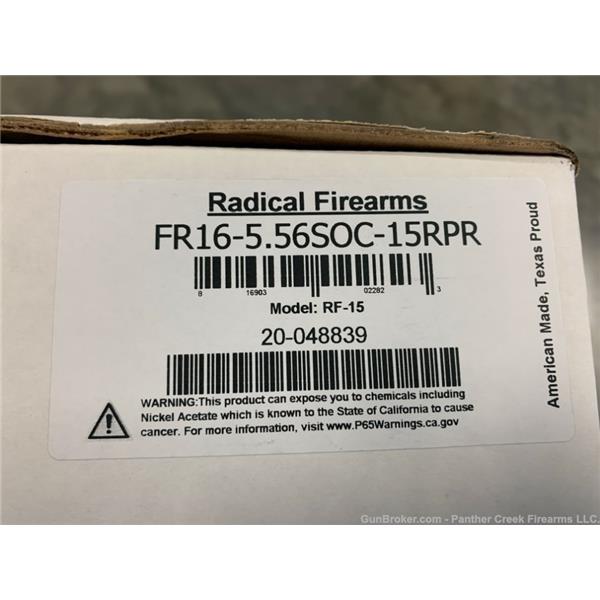 Radical Firearms
FR16-5.56SOC-15RPR
8 16903 02282 3
Model: RF-15
20-048839
WARNING:This product can expose you to chemicals including
Nickel Acetate which is known to the State of California to cause
cancer. For more information, visit www.P65Warnings.ca.gov
American Made, Texas Proud
GunBroker.com - Panther Creek Firearms LLC.